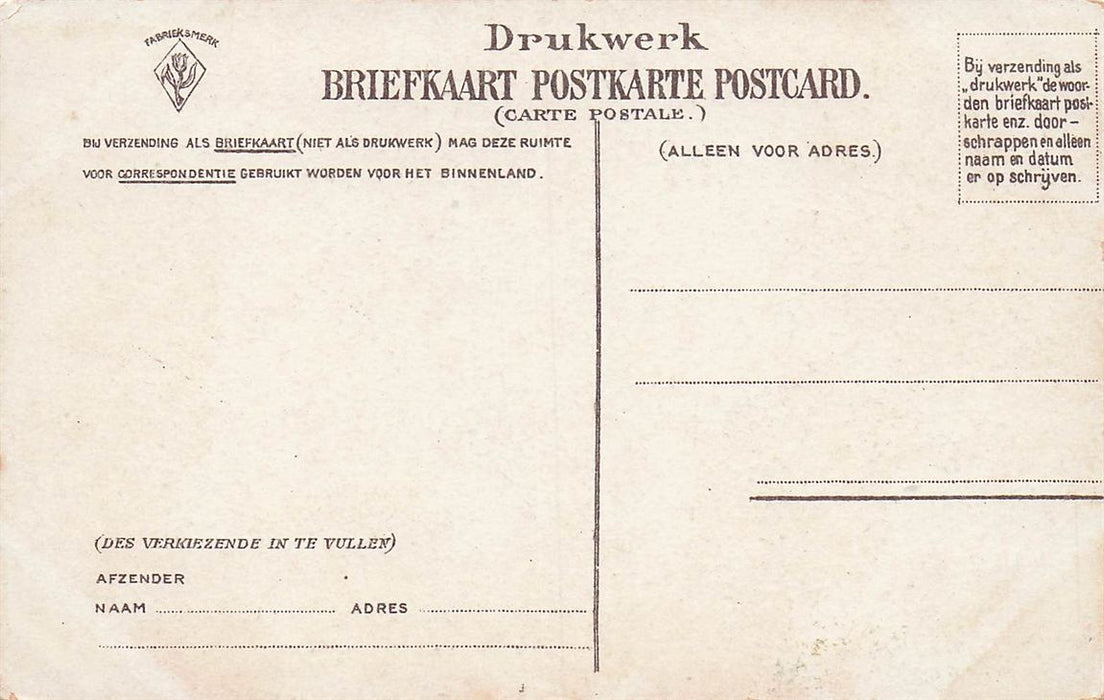 FABRIEKSMERK
Drukwerk
BRIEFKAART POSTKARTE POSTCARD.
(CARTE POSTALE.)
BIJ VERZENDING ALS BRIEFKAART (NIET ALS DRUKWERK) MAG DEZE RUIMTE
VOOR CORRESPONDENTIE GEBRUIKT WORDEN VOOR HET BINNENLAND.
(ALLEEN VOOR ADRES.)
Bij verzending als
„drukwerk" de woor-
den briefkaart post-
karte enz. door-
schrappen en alleen
naam en datum
er op schrijven.
(DES VERKIEZENDE IN TE VULLEN)
AFZENDER
NAAM ADRES